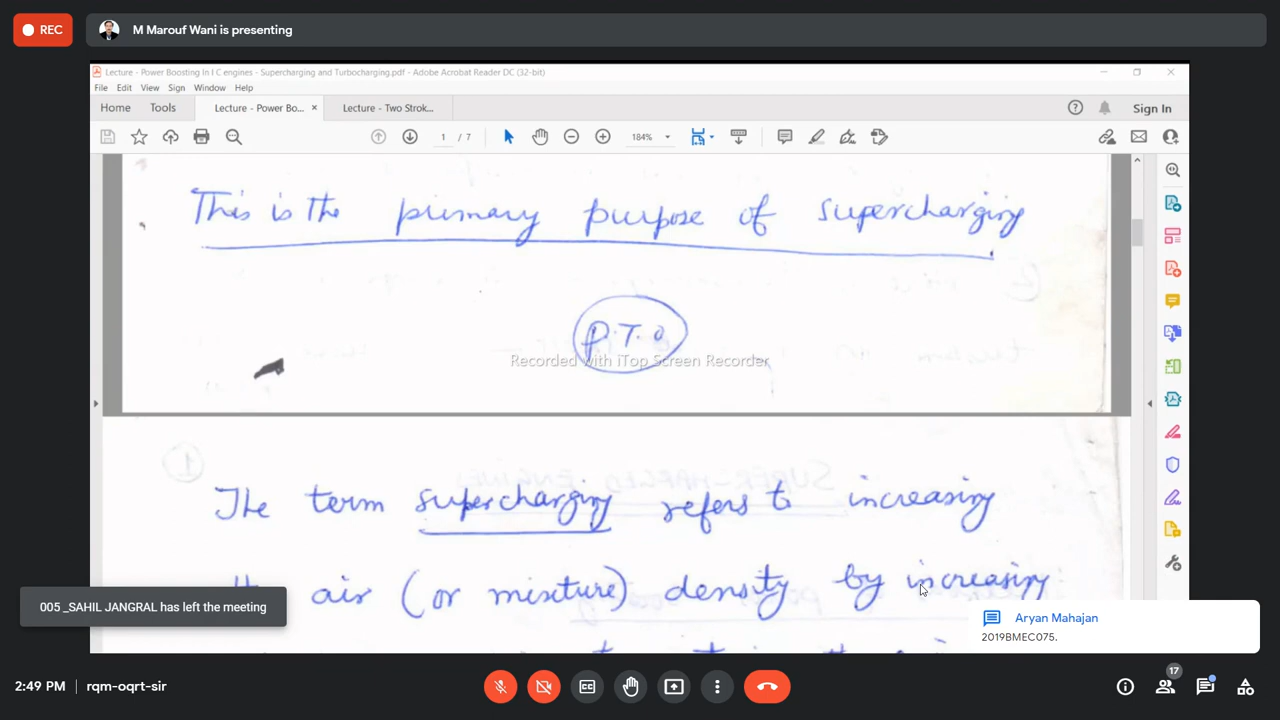 REC
M Marouf Wani is presenting
Lecture - Power Boosting In I C engines - Supercharging and Turbocharging.pdf - Adobe Acrobat Reader DC (32-bit)
File Edit View Sign Window Help
Home Tools Lecture - Power Bo... × Lecture - Two Strok... Sign In
1 / 7 184%
This is the primary purpose of supercharging
P.T.O
Recorded with iTop Screen Recorder
1
The term supercharging refers to increasing
air (or mixture) density by increasing
005 _SAHIL JANGRAL has left the meeting
Aryan Mahajan
2019BMEC075.
2:49 PM | rqm-oqrt-sir
17